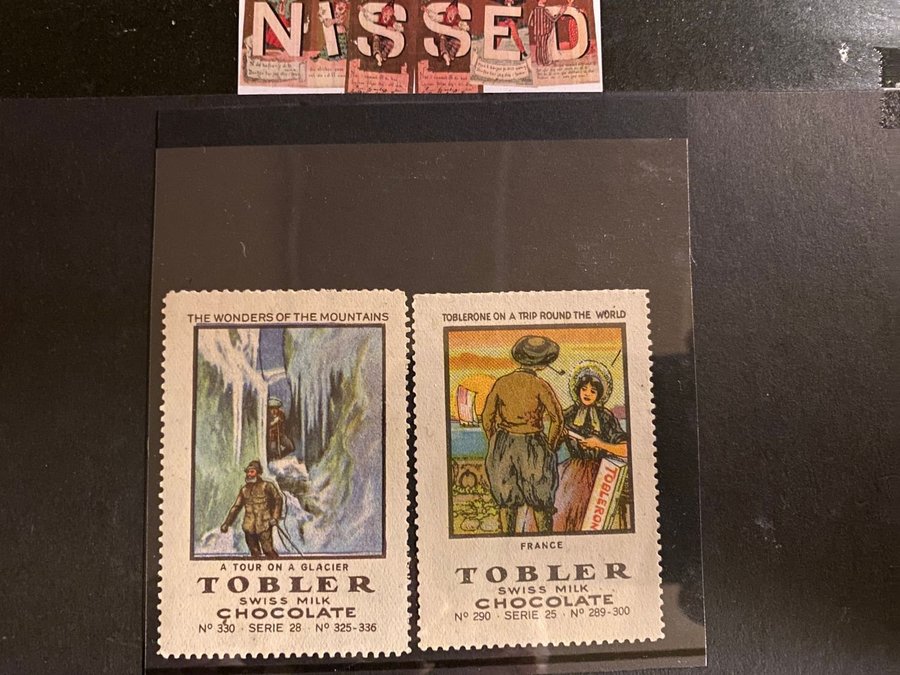 NISSED
THE WONDERS OF THE MOUNTAINS
A TOUR ON A GLACIER
TOBLER
SWISS MILK
CHOCOLATE
Nº 330 · SERIE 28 · Nº 325-336
TOBLERONE ON A TRIP ROUND THE WORLD
TOBLERON
FRANCE
TOBLER
SWISS MILK
CHOCOLATE
Nº 290 · SERIE 25 · Nº 289-300